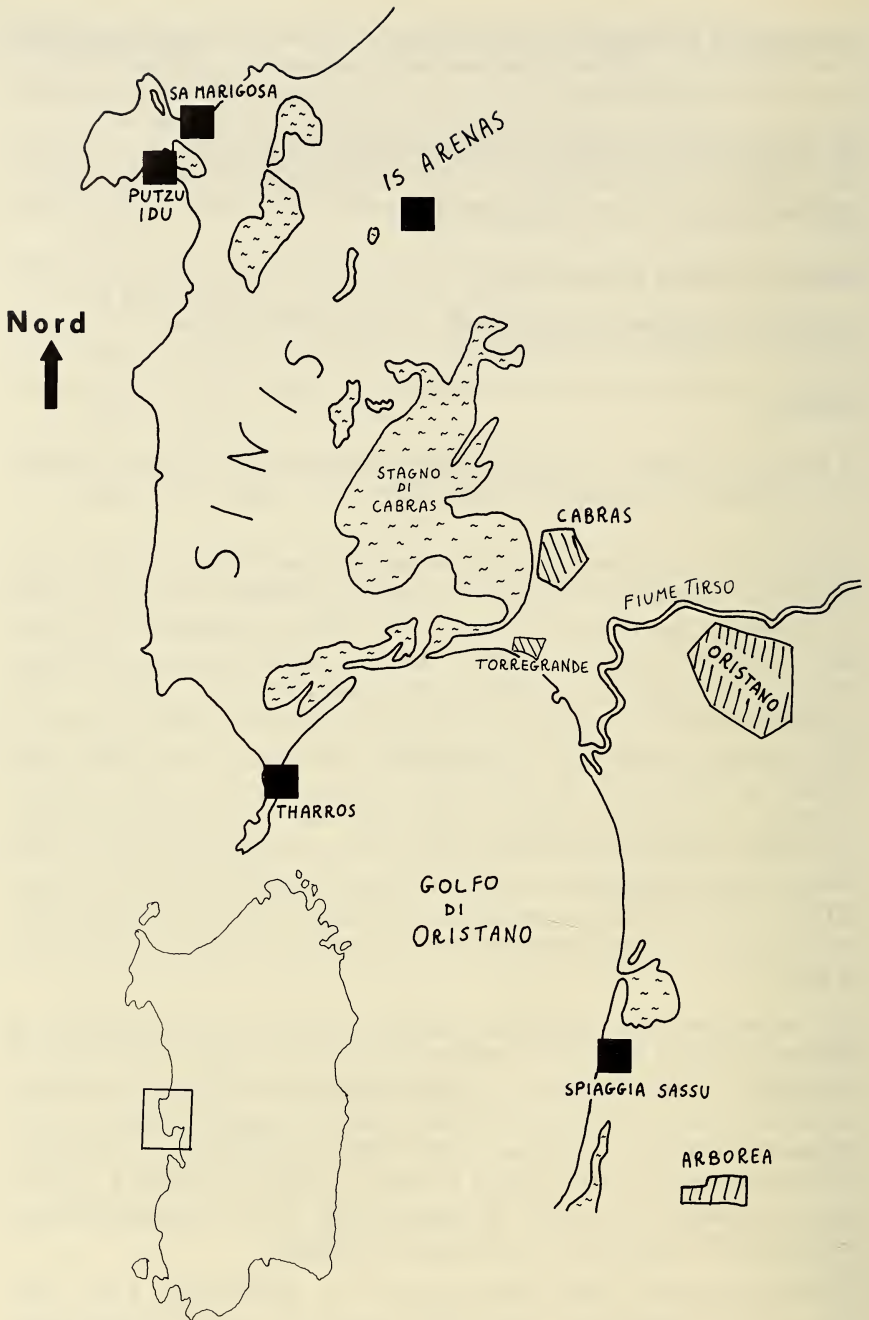 SA MARIGOSA
IS ARENAS
PUTZU
IDU
Nord
SINIS
STAGNO
DI
CABRAS
CABRAS
FIUME TIRSO
ORISTANO
TORREGRANDE
THARROS
GOLFO
DI
ORISTANO
SPIAGGIA SASSU
ARBOREA